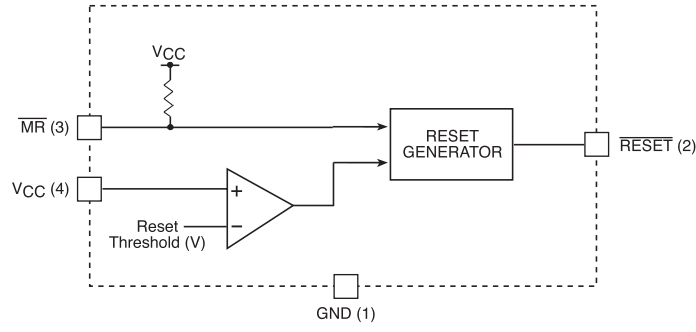 VCC
MR (3)
RESET
GENERATOR
RESET (2)
VCC (4)
+
−
Reset
Threshold (V)
GND (1)